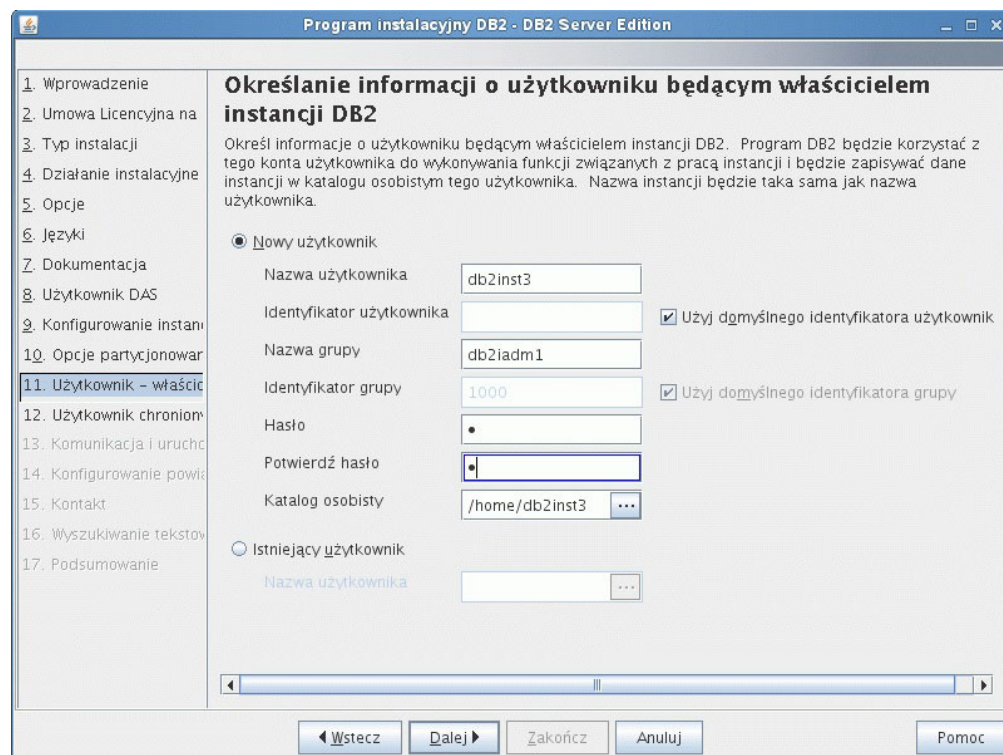 Program instalacyjny DB2 - DB2 Server Edition
1. Wprowadzenie
2. Umowa Licencyjna na
3. Typ instalacji
4. Działanie instalacyjne
5. Opcje
6. Języki
7. Dokumentacja
8. Użytkownik DAS
9. Konfigurowanie instan
10. Opcje partycjonowar
11. Użytkownik – właścic
12. Użytkownik chroniony
13. Komunikacja i urucho
14. Konfigurowanie powia
15. Kontakt
16. Wyszukiwanie tekstow
17. Podsumowanie
Określanie informacji o użytkowniku będącym właścicielem
instancji DB2
Określ informacje o użytkowniku będącym właścicielem instancji DB2. Program DB2 będzie korzystać z
tego konta użytkownika do wykonywania funkcji związanych z pracą instancji i będzie zapisywać dane
instancji w katalogu osobistym tego użytkownika. Nazwa instancji będzie taka sama jak nazwa
użytkownika.
Nowy użytkownik
Nazwa użytkownika db2inst3
Identyfikator użytkownika Użyj domyślnego identyfikatora użytkownik
Nazwa grupy db2iadm1
Identyfikator grupy 1000 Użyj domyślnego identyfikatora grupy
Hasło •
Potwierdź hasło •
Katalog osobisty /home/db2inst3 ...
Istniejący użytkownik
Nazwa użytkownika ...
Wstecz Dalej Zakończ Anuluj Pomoc